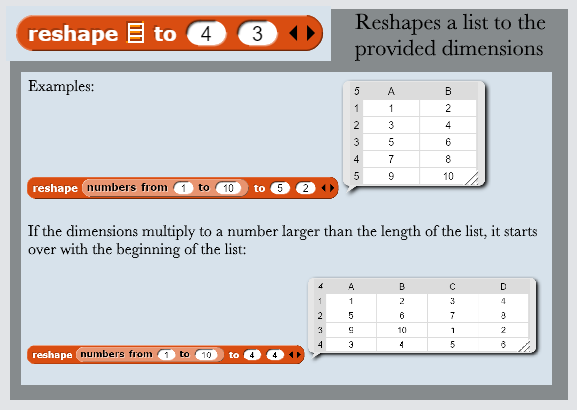 reshape to 4 3
Reshapes a list to the
provided dimensions
Examples:
5 A B
1 1 2
2 3 4
3 5 6
4 7 8
5 9 10
reshape numbers from 1 to 10 to 5 2
If the dimensions multiply to a number larger than the length of the list, it starts
over with the beginning of the list:
4 A B C D
1 1 2 3 4
2 5 6 7 8
3 9 10 1 2
4 3 4 5 6
reshape numbers from 1 to 10 to 4 4